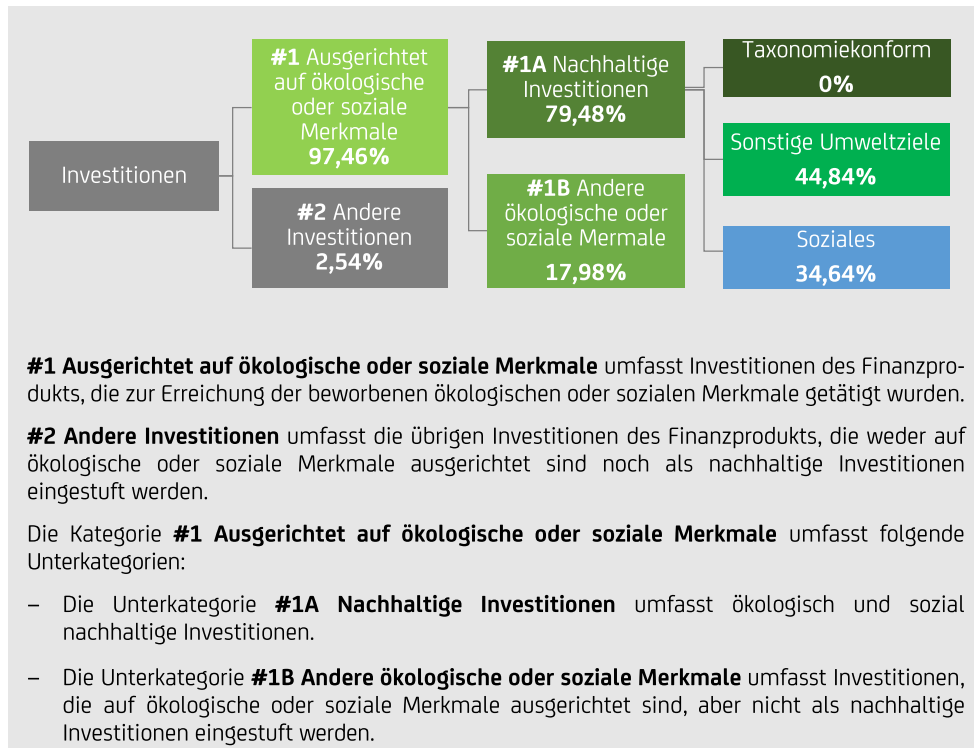 #1 Ausgerichtet
auf ökologische
oder soziale
Merkmale
97,46%
#1A Nachhaltige
Investitionen
79,48%
Taxonomiekonform
0%
Sonstige Umweltziele
44,84%
Investitionen
#2 Andere
Investitionen
2,54%
#1B Andere
ökologische oder
soziale Mermale
17,98%
Soziales
34,64%
#1 Ausgerichtet auf ökologische oder soziale Merkmale umfasst Investitionen des Finanzpro-
dukts, die zur Erreichung der beworbenen ökologischen oder sozialen Merkmale getätigt wurden.
#2 Andere Investitionen umfasst die übrigen Investitionen des Finanzprodukts, die weder auf
ökologische oder soziale Merkmale ausgerichtet sind noch als nachhaltige Investitionen
eingestuft werden.
Die Kategorie #1 Ausgerichtet auf ökologische oder soziale Merkmale umfasst folgende
Unterkategorien:
– Die Unterkategorie #1A Nachhaltige Investitionen umfasst ökologisch und sozial
nachhaltige Investitionen.
– Die Unterkategorie #1B Andere ökologische oder soziale Merkmale umfasst Investitionen,
die auf ökologische oder soziale Merkmale ausgerichtet sind, aber nicht als nachhaltige
Investitionen eingestuft werden.